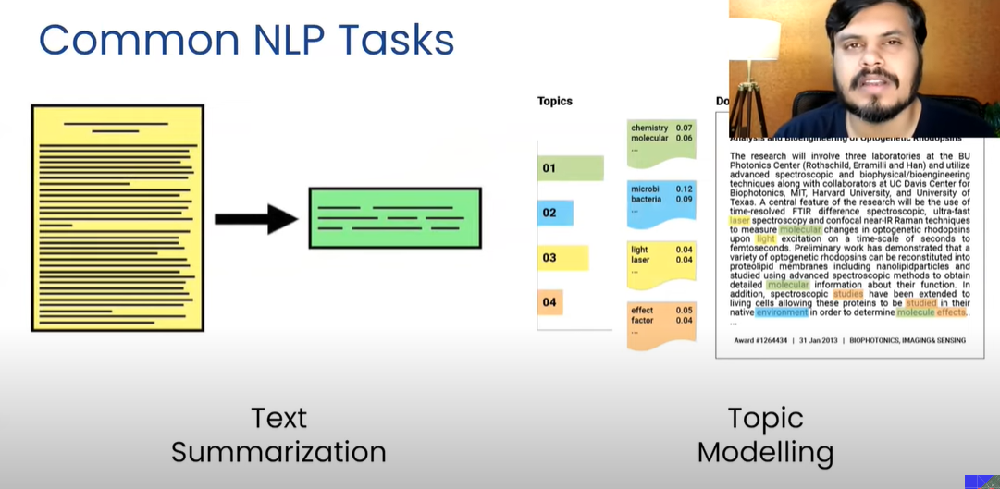 Common NLP Tasks
Topics
01
02
03
04
chemistry 0.07
molecular 0.06
...
microbi 0.12
bacteria 0.09
...
light 0.04
laser 0.04
...
effect 0.05
factor 0.04
...
Do
Analysis and Bioengineering of Optogenetic Rhodopsins
The research will involve three laboratories at the BU
Photonics Center (Rothschild, Erramilli and Han) and utilize
advanced spectroscopic and biophysical/bioengineering
techniques along with collaborators at UC Davis Center for
Biophotonics, MIT, Harvard University, and University of
Texas. A central feature of the research will be the use of
time-resolved FTIR difference spectroscopic, ultra-fast
laser spectroscopy and confocal near-IR Raman techniques
to measure molecular changes in optogenetic rhodopsins
upon light excitation on a time-scale of seconds to
femtoseconds. Preliminary work has demonstrated that a
variety of optogenetic rhodopsins can be reconstituted into
proteolipid membranes including nanolipidparticles and
studied using advanced spectroscopic methods to obtain
detailed molecular information about their function. In
addition, spectroscopic studies have been extended to
living cells allowing these proteins to be studied in their
native environment in order to determine molecule effects..
...
Award #1264434 | 31 Jan 2013 | BIOPHOTONICS, IMAGING& SENSING
Text
Summarization
Topic
Modelling